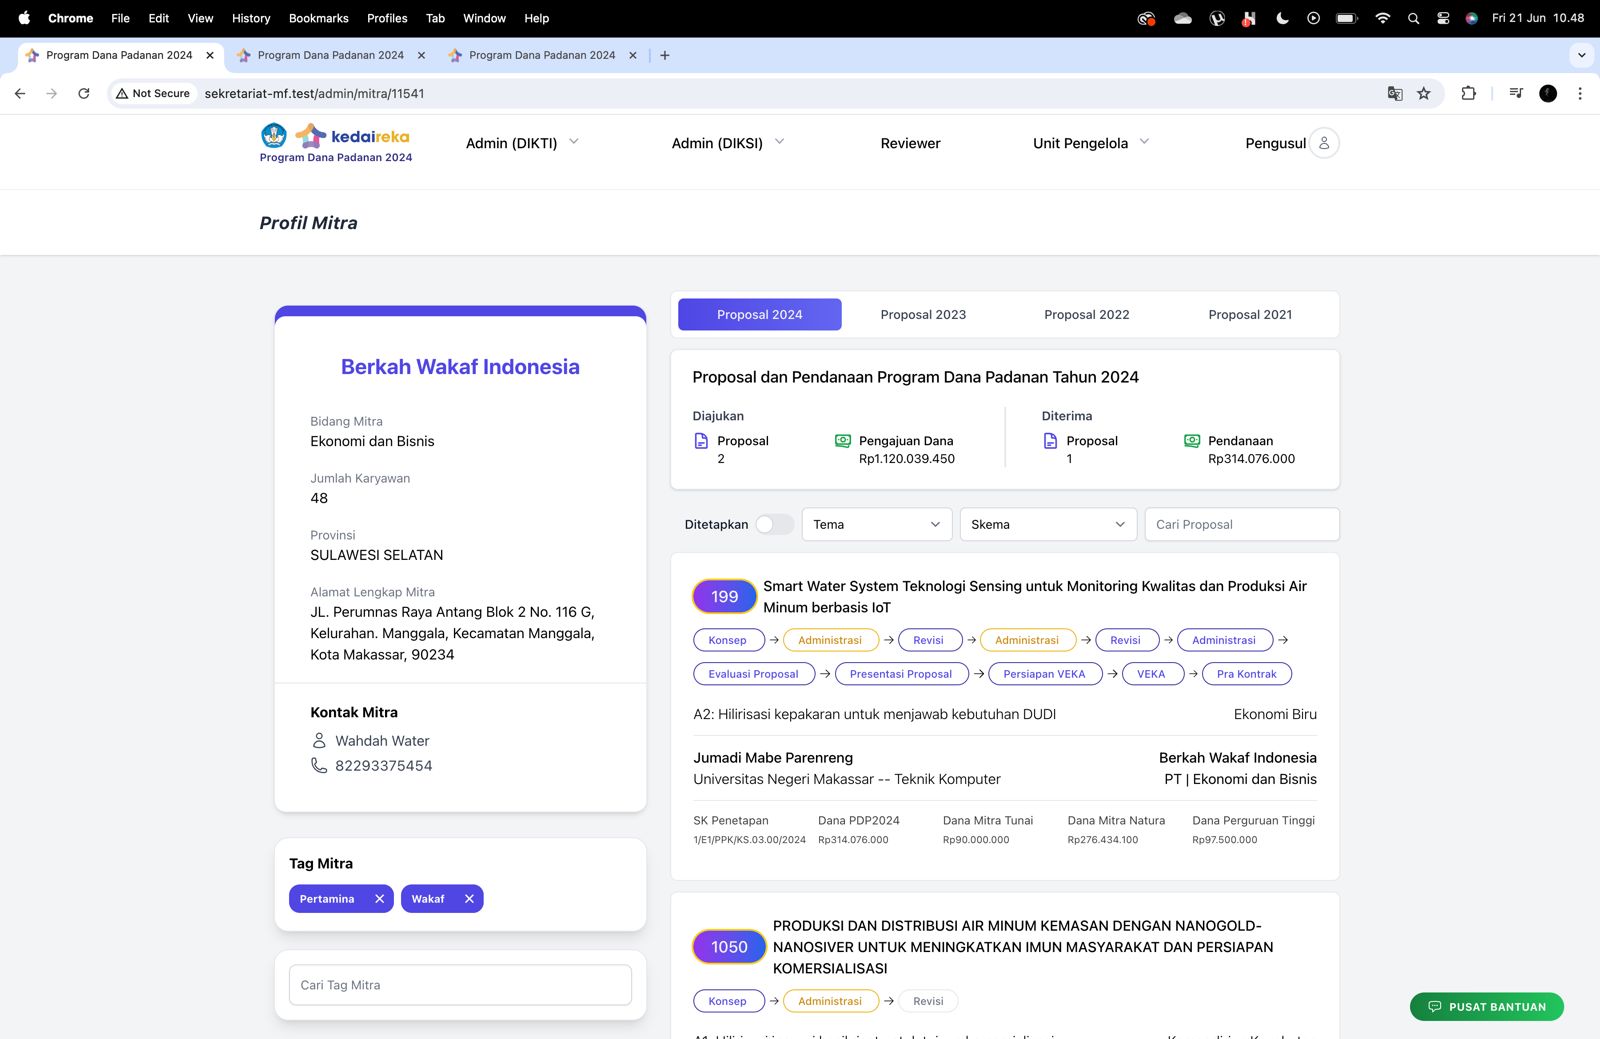 Chrome File Edit View History Bookmarks Profiles Tab Window Help Fri 21 Jun 10.48
Program Dana Padanan 2024 Program Dana Padanan 2024 Program Dana Padanan 2024
Not Secure sekretariat-mf.test/admin/mitra/11541
kedaireka
Program Dana Padanan 2024
Admin (DIKTI) Admin (DIKSI) Reviewer Unit Pengelola Pengusul
Profil Mitra
Berkah Wakaf Indonesia
Bidang Mitra
Ekonomi dan Bisnis
Jumlah Karyawan
48
Provinsi
SULAWESI SELATAN
Alamat Lengkap Mitra
JL. Perumnas Raya Antang Blok 2 No. 116 G,
Kelurahan. Manggala, Kecamatan Manggala,
Kota Makassar, 90234
Kontak Mitra
Wahdah Water
82293375454
Tag Mitra
Pertamina Wakaf
Cari Tag Mitra
Proposal 2024 Proposal 2023 Proposal 2022 Proposal 2021
Proposal dan Pendanaan Program Dana Padanan Tahun 2024
Diajukan Diterima
Proposal Pengajuan Dana Proposal Pendanaan
2 Rp1.120.039.450 1 Rp314.076.000
Ditetapkan Tema Skema Cari Proposal
199
Smart Water System Teknologi Sensing untuk Monitoring Kwalitas dan Produksi Air
Minum berbasis IoT
Konsep → Administrasi → Revisi → Administrasi → Revisi → Administrasi →
Evaluasi Proposal → Presentasi Proposal → Persiapan VEKA → VEKA → Pra Kontrak
A2: Hilirisasi kepakaran untuk menjawab kebutuhan DUDI Ekonomi Biru
Jumadi Mabe Parenreng Berkah Wakaf Indonesia
Universitas Negeri Makassar -- Teknik Komputer PT | Ekonomi dan Bisnis
SK Penetapan Dana PDP2024 Dana Mitra Tunai Dana Mitra Natura Dana Perguruan Tinggi
1/E1/PPK/KS.03.00/2024 Rp314.076.000 Rp90.000.000 Rp276.434.100 Rp97.500.000
1050
PRODUKSI DAN DISTRIBUSI AIR MINUM KEMASAN DENGAN NANOGOLD-
NANOSIVER UNTUK MENINGKATKAN IMUN MASYARAKAT DAN PERSIAPAN
KOMERSIALISASI
Konsep → Administrasi → Revisi
PUSAT BANTUAN